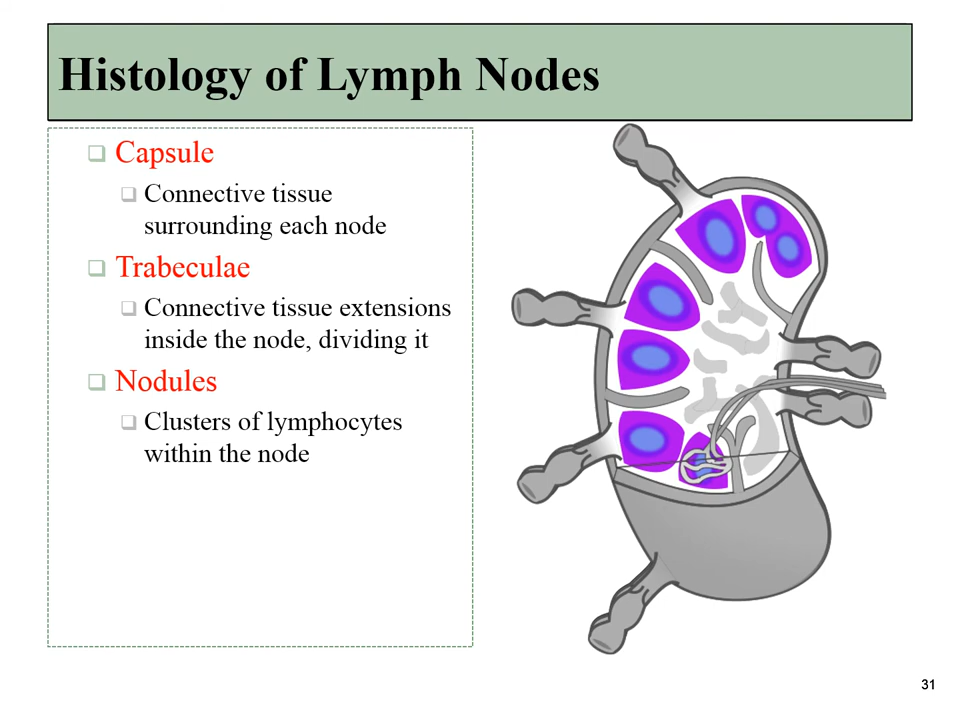 Histology of Lymph Nodes
Capsule
Connective tissue
surrounding each node
Trabeculae
Connective tissue extensions
inside the node, dividing it
Nodules
Clusters of lymphocytes
within the node
31